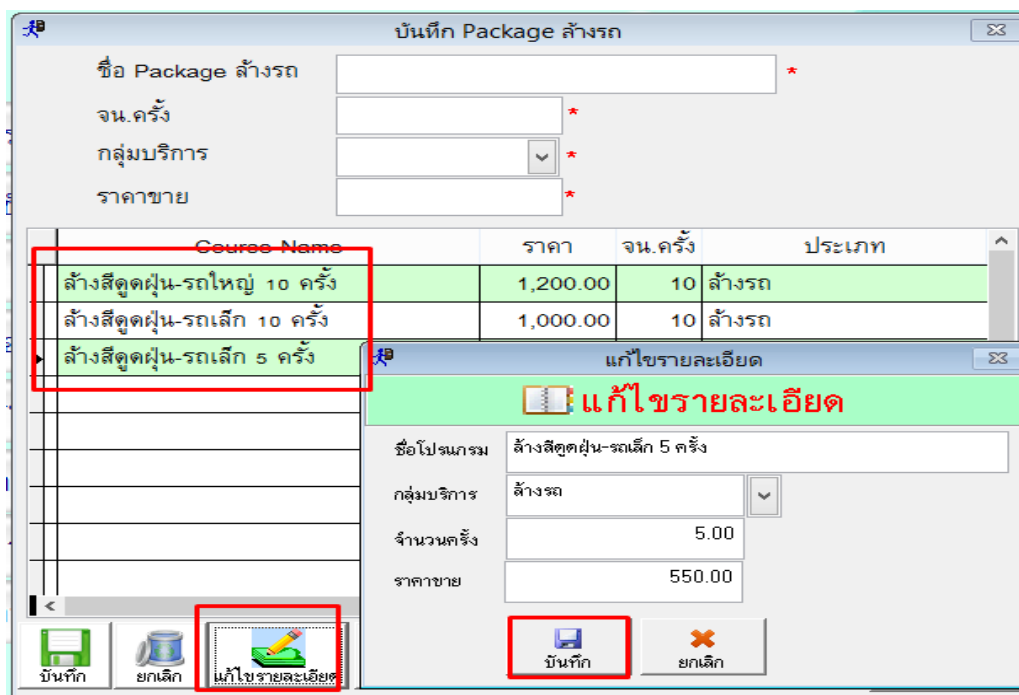 บันทึก Package ล้างรถ
ชื่อ Package ล้างรถ *
จน.ครั้ง *
กลุ่มบริการ *
ราคาขาย *
Course Name ราคา จน.ครั้ง ประเภท
ล้างสีดูดฝุ่น-รถใหญ่ 10 ครั้ง 1,200.00 10 ล้างรถ
ล้างสีดูดฝุ่น-รถเล็ก 10 ครั้ง 1,000.00 10 ล้างรถ
ล้างสีดูดฝุ่น-รถเล็ก 5 ครั้ง
แก้ไขรายละเอียด
แก้ไขรายละเอียด
ชื่อโปรแกรม ล้างสีดูดฝุ่น-รถเล็ก 5 ครั้ง
กลุ่มบริการ ล้างรถ
จำนวนครั้ง 5.00
ราคาขาย 550.00
บันทึก ยกเลิก
บันทึก ยกเลิก แก้ไขรายละเอียด